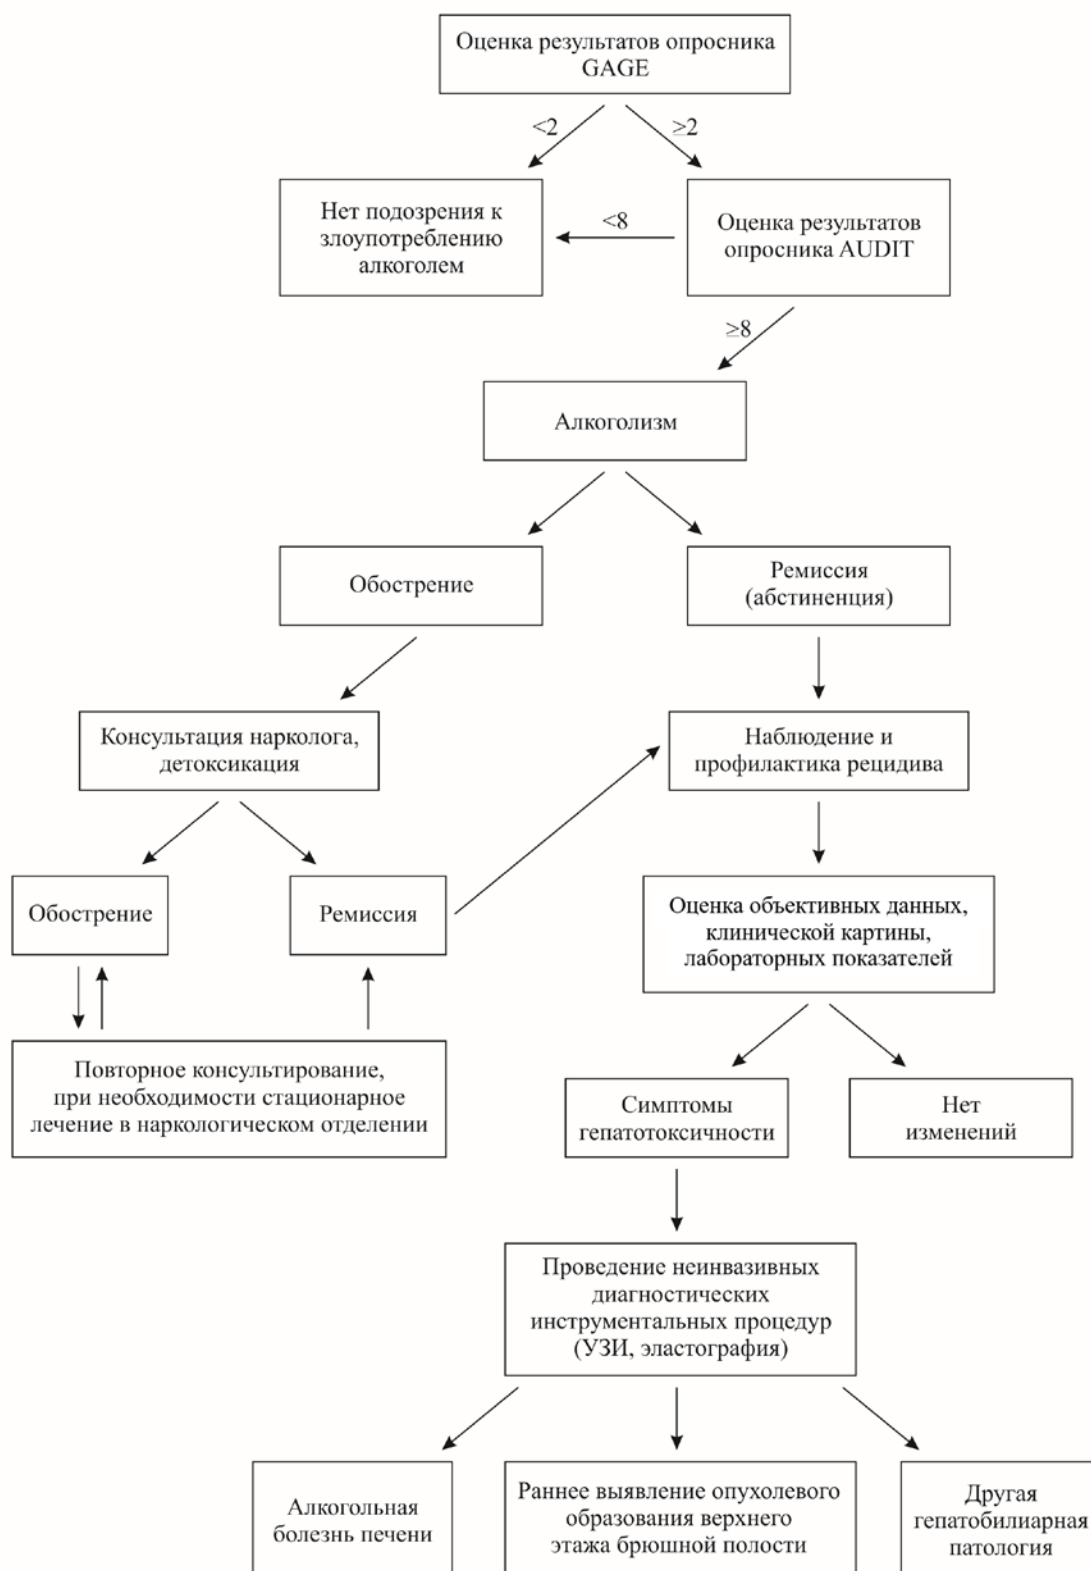 Оценка результатов опросника
GAGE
<2
≥2
Нет подозрения к
злоупотреблению
алкоголем
<8
Оценка результатов
опросника AUDIT
≥8
Алкоголизм
Обострение
Ремиссия
(абстиненция)
Консультация нарколога,
детоксикация
Наблюдение и
профилактика рецидива
Обострение
Ремиссия
Оценка объективных данных,
клинической картины,
лабораторных показателей
Повторное консультирование,
при необходимости стационарное
лечение в наркологическом отделении
Симптомы
гепатотоксичности
Нет
изменений
Проведение неинвазивных
диагностических
инструментальных процедур
(УЗИ, эластография)
Алкогольная
болезнь печени
Раннее выявление опухолевого
образования верхнего
этажа брюшной полости
Другая
гепатобилиарная
патология